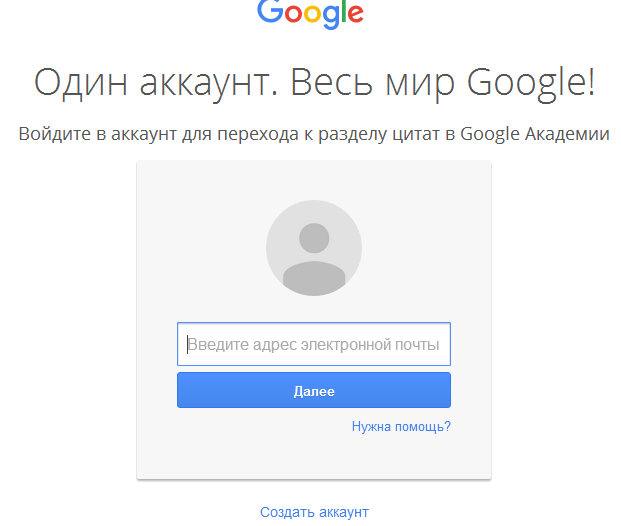 Google
Один аккаунт. Весь мир Google!
Войдите в аккаунт для перехода к разделу цитат в Google Академии
Введите адрес электронной почты
Далее
Нужна помощь?
Создать аккаунт